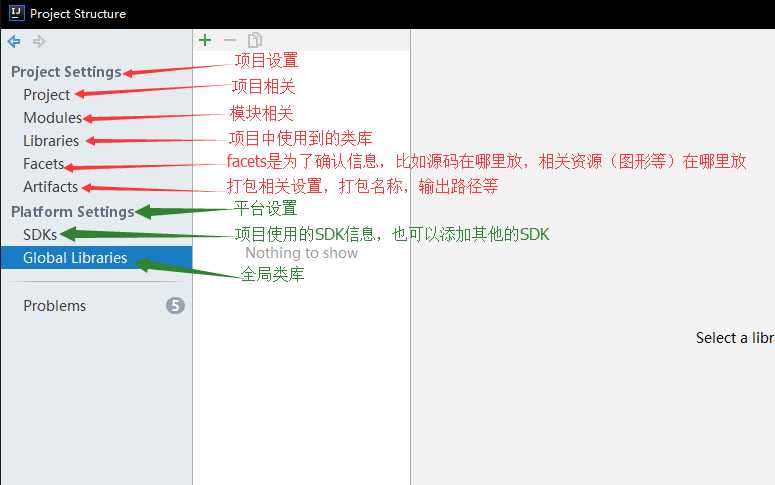 IJ Project Structure
Project Settings 项目设置
Project 项目相关
Modules 模块相关
Libraries 项目中使用到的类库
Facets facets是为了确认信息，比如源码在哪里放，相关资源（图形等）在哪里放
Artifacts 打包相关设置，打包名称，输出路径等
Platform Settings 平台设置
SDKs 项目使用的SDK信息，也可以添加其他的SDK
Nothing to show
Global Libraries 全局类库
Problems 5
Select a libra